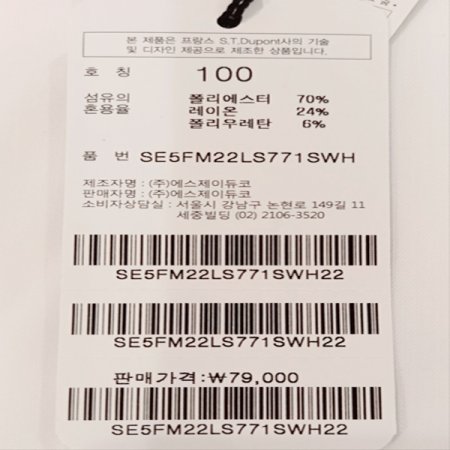 본 제품은 프랑스 S.T.Dupont사의 기술
및 디자인 제공으로 제조한 상품입니다.
호 칭 100
섬유의 폴리에스터 70%
혼용율 레이온 24%
폴리우레탄 6%
품 번 SE5FM22LS771SWH
제조자명 : (주)에스제이듀코
판매자명 : (주)에스제이듀코
소비자상담실 : 서울시 강남구 논현로 149길 11
세중빌딩 (02) 2106-3520
SE5FM22LS771SWH22
SE5FM22LS771SWH22
판매가격:₩79,000
SE5FM22LS771SWH22